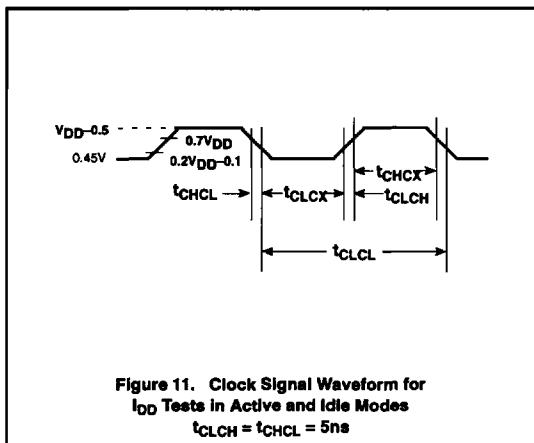 VDD–0.5
0.7VDD
0.45V
0.2VDD–0.1
tCHCX
tCHCL
tCLCX
tCLCH
tCLCL
Figure 11. Clock Signal Waveform for
IDD Tests in Active and Idle Modes
tCLCH = tCHCL = 5ns